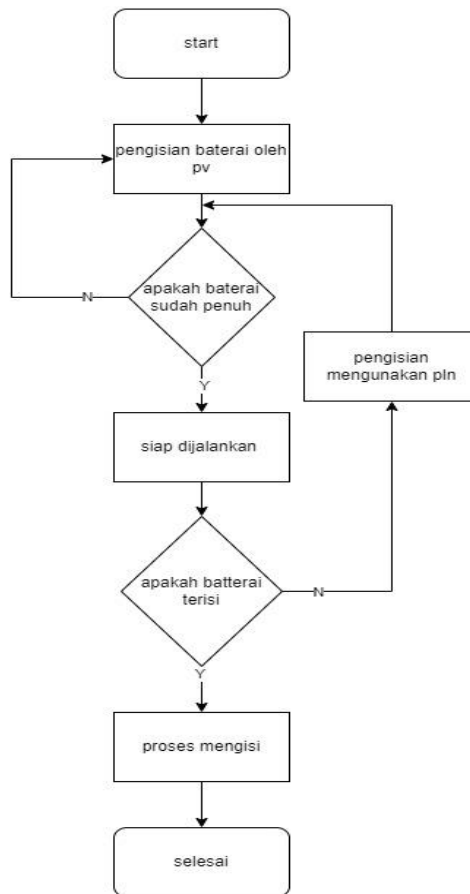 start
pengisian baterai oleh
pv
apakah baterai
sudah penuh
N
Y
pengisian
mengunakan pln
siap dijalankan
apakah batterai
terisi
N
Y
proses mengisi
selesai